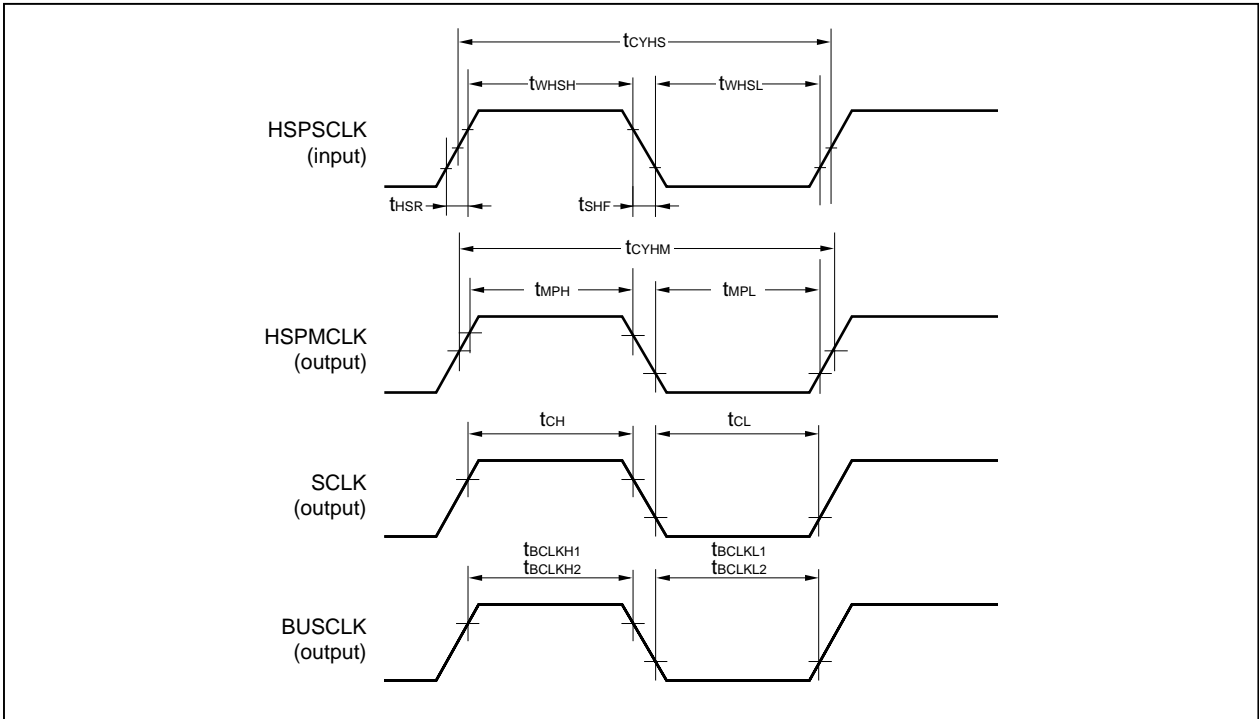 tCYHS
tWHSH
tWHSL
HSPSCLK
(input)
tHSR
tSHF
tCYHM
tMPH
tMPL
HSPMCLK
(output)
tCH
tCL
SCLK
(output)
tBCLKH1
tBCLKL1
tBCLKH2
tBCLKL2
BUSCLK
(output)